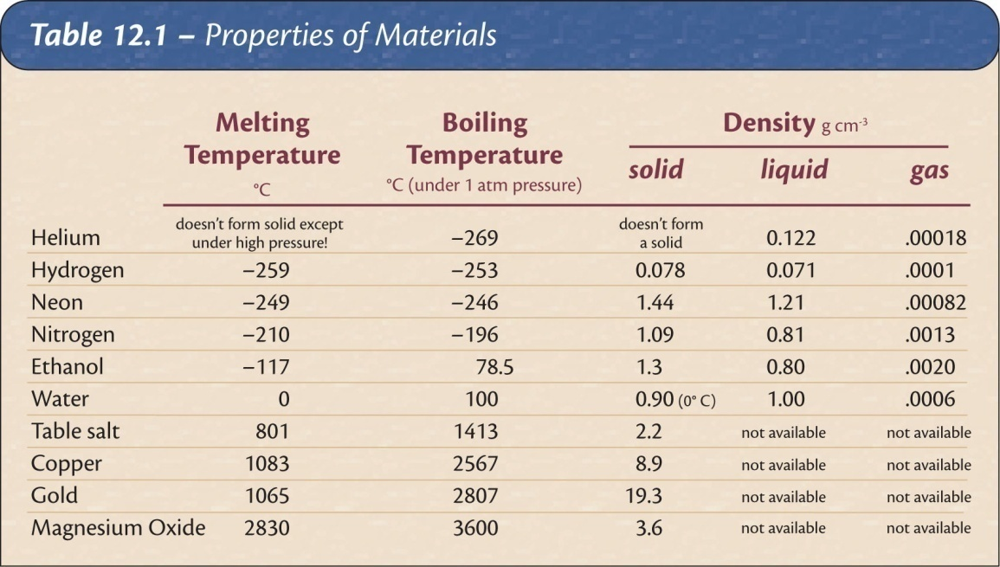 Table 12.1 – Properties of Materials
Melting Temperature °C
Boiling Temperature °C (under 1 atm pressure)
Density g cm-3
solid liquid gas
Helium doesn't form solid except under high pressure! –269 doesn't form a solid 0.122 .00018
Hydrogen –259 –253 0.078 0.071 .0001
Neon –249 –246 1.44 1.21 .00082
Nitrogen –210 –196 1.09 0.81 .0013
Ethanol –117 78.5 1.3 0.80 .0020
Water 0 100 0.90 (0° C) 1.00 .0006
Table salt 801 1413 2.2 not available not available
Copper 1083 2567 8.9 not available not available
Gold 1065 2807 19.3 not available not available
Magnesium Oxide 2830 3600 3.6 not available not available